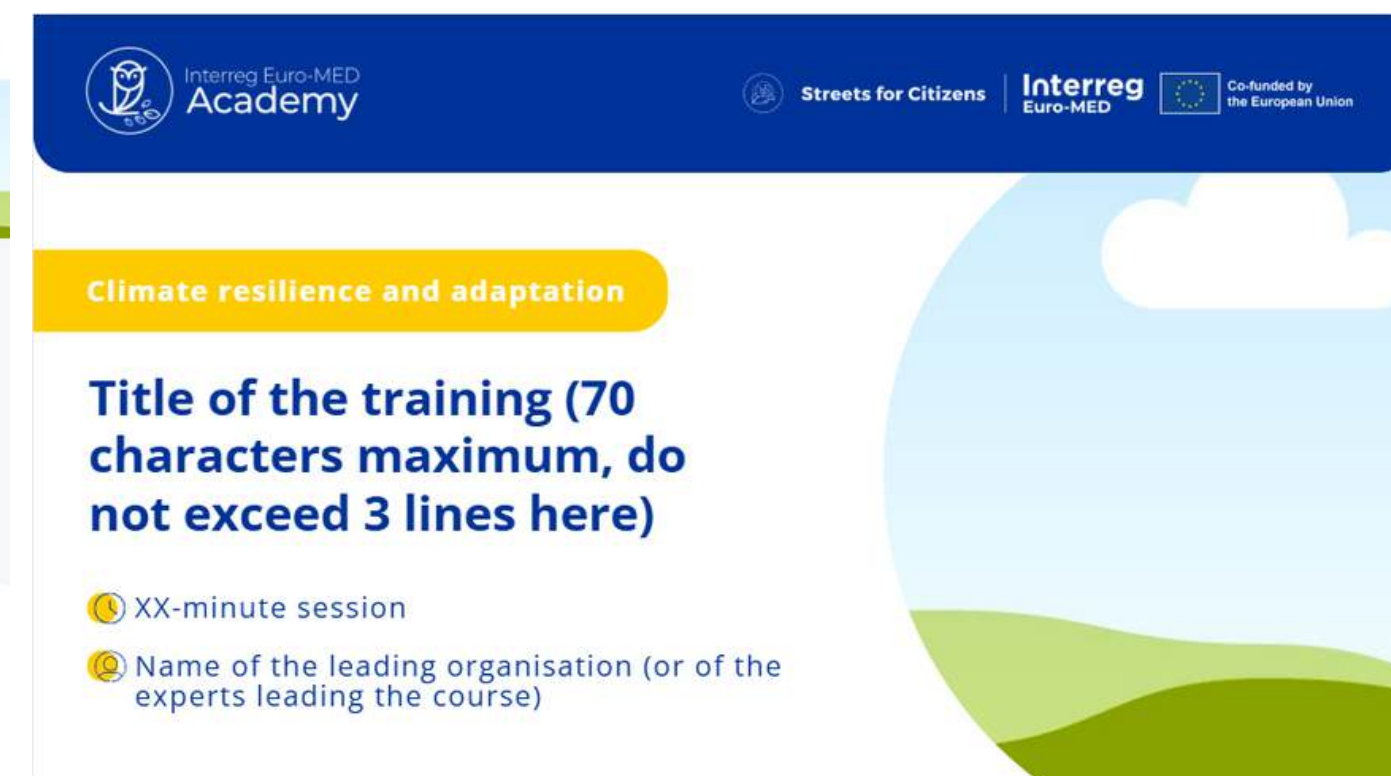 Interreg Euro-MED
Academy
Streets for Citizens
Interreg
Euro-MED
Co-funded by
the European Union
Climate resilience and adaptation
Title of the training (70
characters maximum, do
not exceed 3 lines here)
XX-minute session
Name of the leading organisation (or of the
experts leading the course)